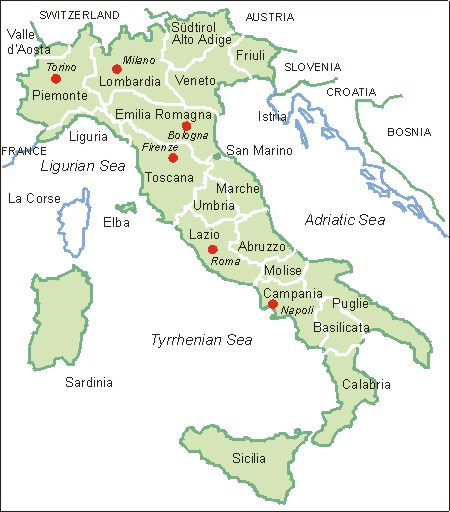 SWITZERLAND
AUSTRIA
Valle
d'Aosta
Südtirol
Alto Adige
Friuli
Torino
Milano
SLOVENIA
Piemonte
Lombardia
Veneto
CROATIA
Emilia Romagna
Istria
BOSNIA
Liguria
Bologna
Firenze
FRANCE
San Marino
Ligurian Sea
Toscana
Marche
La Corse
Umbria
Elba
Adriatic Sea
Lazio
Abruzzo
Roma
Molise
Campania
Puglie
Napoli
Basilicata
Tyrrhenian Sea
Sardinia
Calabria
Sicilia